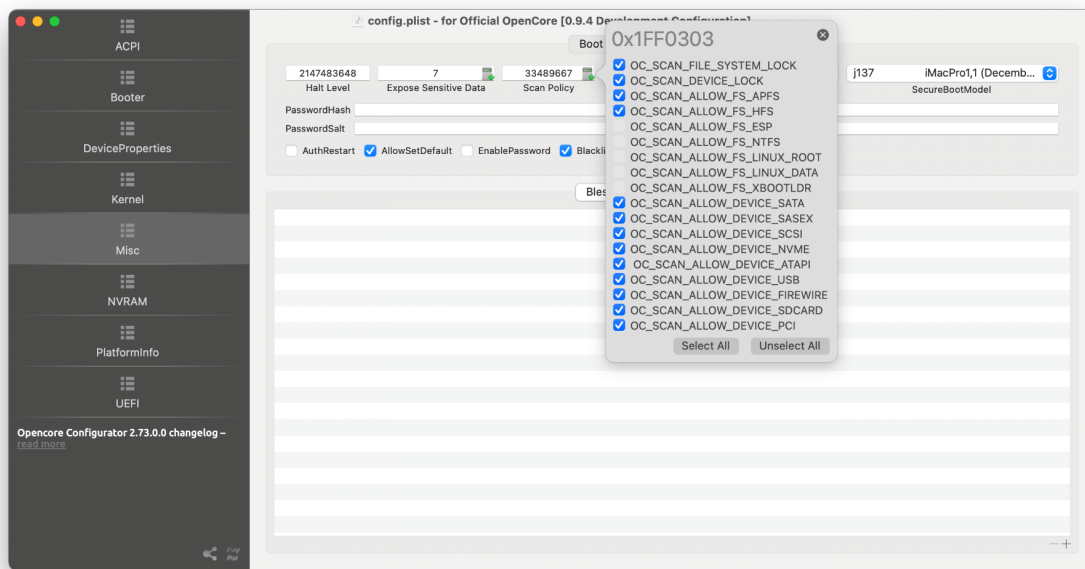 config.plist - for Official OpenCore [0.9.4 Development Configuration]
ACPI
Booter
DeviceProperties
Kernel
Misc
NVRAM
PlatformInfo
UEFI
Opencore Configurator 2.73.0.0 changelog –
read more
Boot
2147483648
7
33489667
j137 iMacPro1,1 (Decemb...
Halt Level
Expose Sensitive Data
Scan Policy
SecureBootModel
PasswordHash
PasswordSalt
AuthRestart
AllowSetDefault
EnablePassword
Blackli
Bles
0x1FF0303
OC_SCAN_FILE_SYSTEM_LOCK
OC_SCAN_DEVICE_LOCK
OC_SCAN_ALLOW_FS_APFS
OC_SCAN_ALLOW_FS_HFS
OC_SCAN_ALLOW_FS_ESP
OC_SCAN_ALLOW_FS_NTFS
OC_SCAN_ALLOW_FS_LINUX_ROOT
OC_SCAN_ALLOW_FS_LINUX_DATA
OC_SCAN_ALLOW_FS_XBOOTLDR
OC_SCAN_ALLOW_DEVICE_SATA
OC_SCAN_ALLOW_DEVICE_SASEX
OC_SCAN_ALLOW_DEVICE_SCSI
OC_SCAN_ALLOW_DEVICE_NVME
OC_SCAN_ALLOW_DEVICE_ATAPI
OC_SCAN_ALLOW_DEVICE_USB
OC_SCAN_ALLOW_DEVICE_FIREWIRE
OC_SCAN_ALLOW_DEVICE_SDCARD
OC_SCAN_ALLOW_DEVICE_PCI
Select All
Unselect All
Pay
Pal